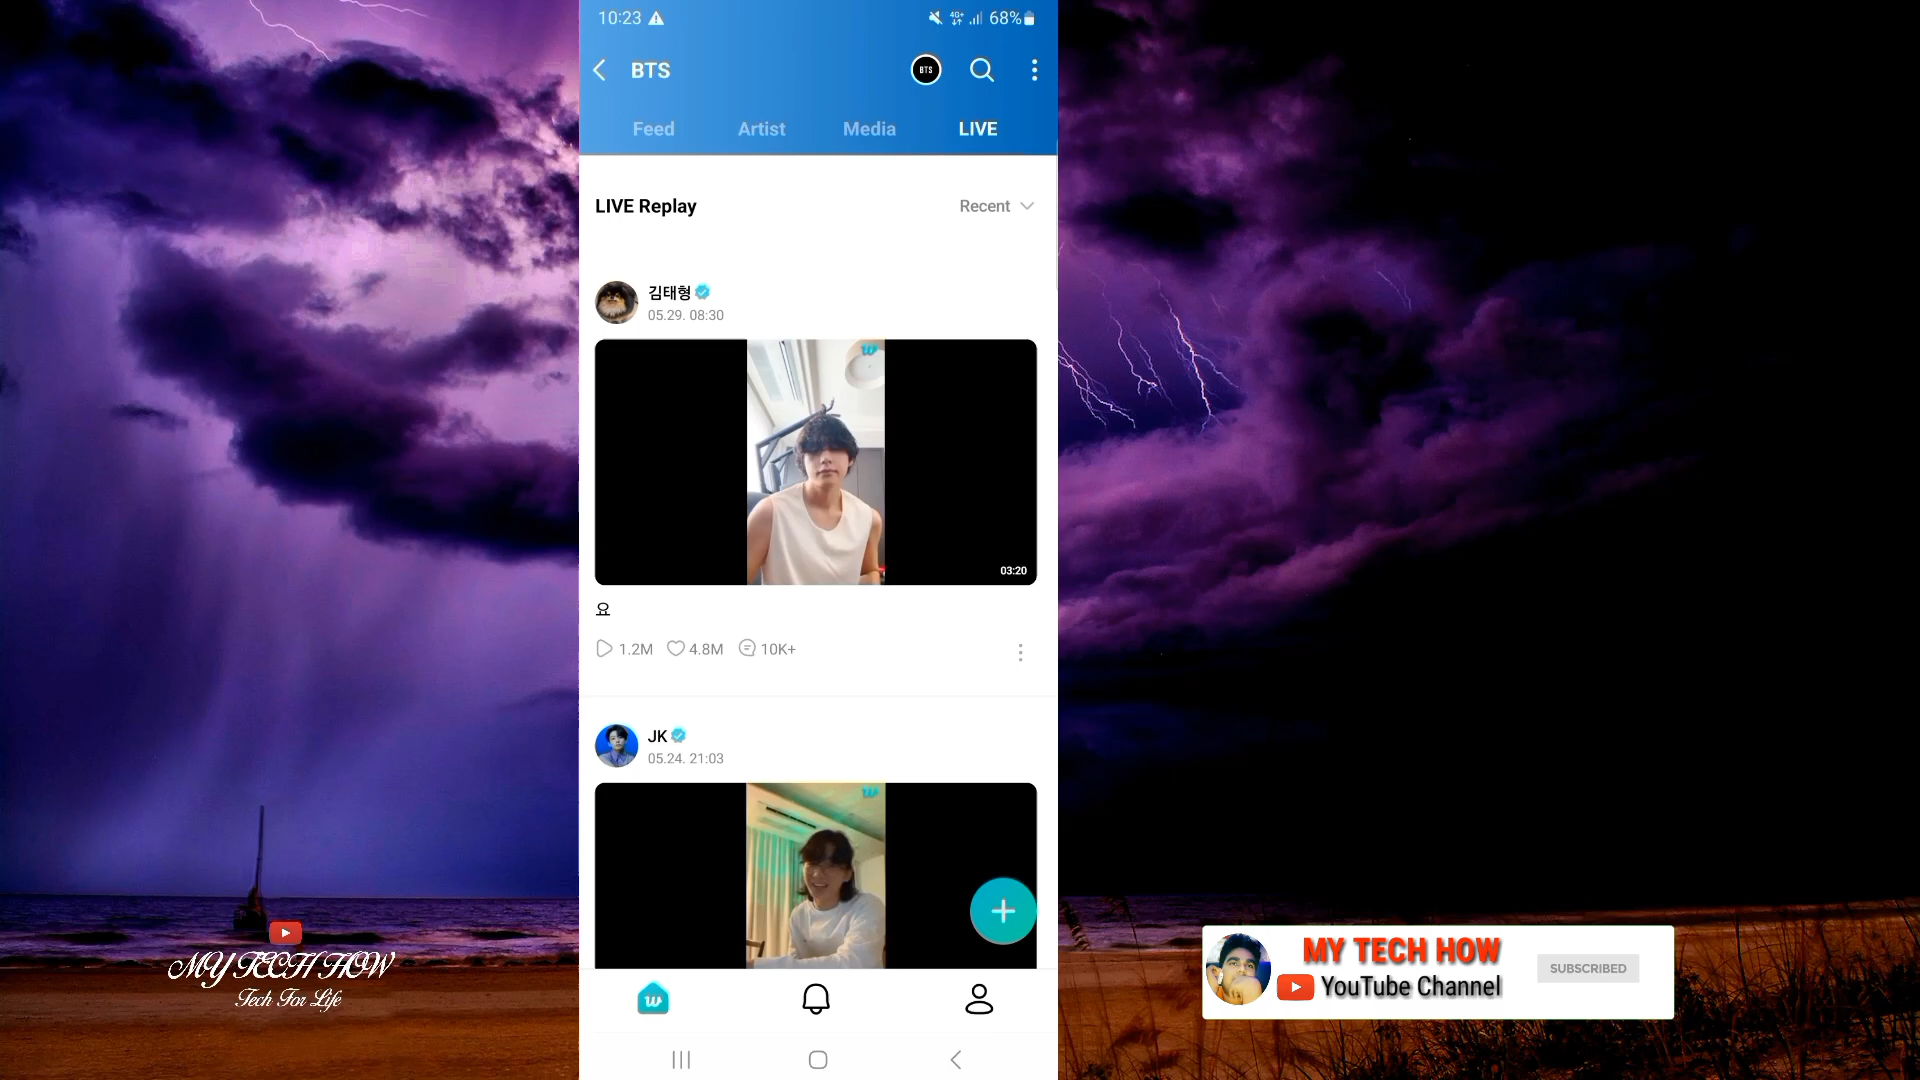 10:23
4G+
68%
BTS
BTS
Feed
Artist
Media
LIVE
LIVE Replay
Recent
김태형
05.29. 08:30
03:20
요
1.2M
4.8M
10K+
JK
05.24. 21:03
MY TECH HOW
Tech For Life
MY TECH HOW
YouTube Channel
SUBSCRIBED